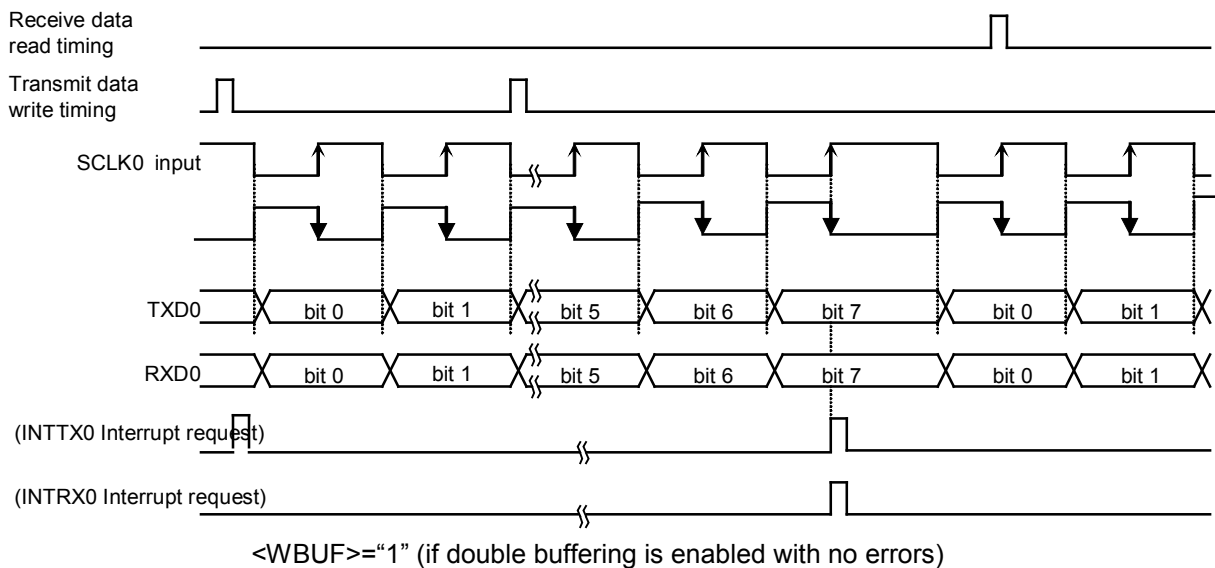 Receive data
read timing
Transmit data
write timing
SCLK0 input
TXD0 bit 0 bit 1 bit 5 bit 6 bit 7 bit 0 bit 1
RXD0 bit 0 bit 1 bit 5 bit 6 bit 7 bit 0 bit 1
(INTTX0 Interrupt request)
(INTRX0 Interrupt request)
<WBUF>=“1” (if double buffering is enabled with no errors)